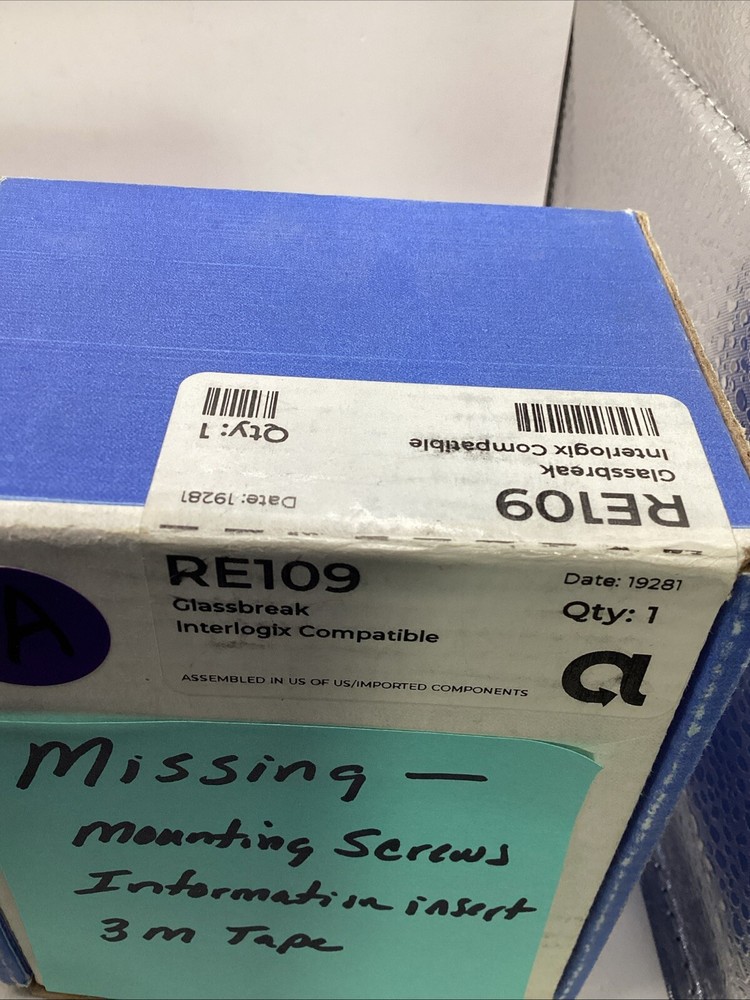 Qty: 1
Interlogix Compatible
Glassbreak
RE109
Date: 19281
RE109
Glassbreak
Interlogix Compatible
Date: 19281
Qty: 1
ASSEMBLED IN US OF US/IMPORTED COMPONENTS
a
A
Missing —
Mounting Screws
Information insert
3m Tape